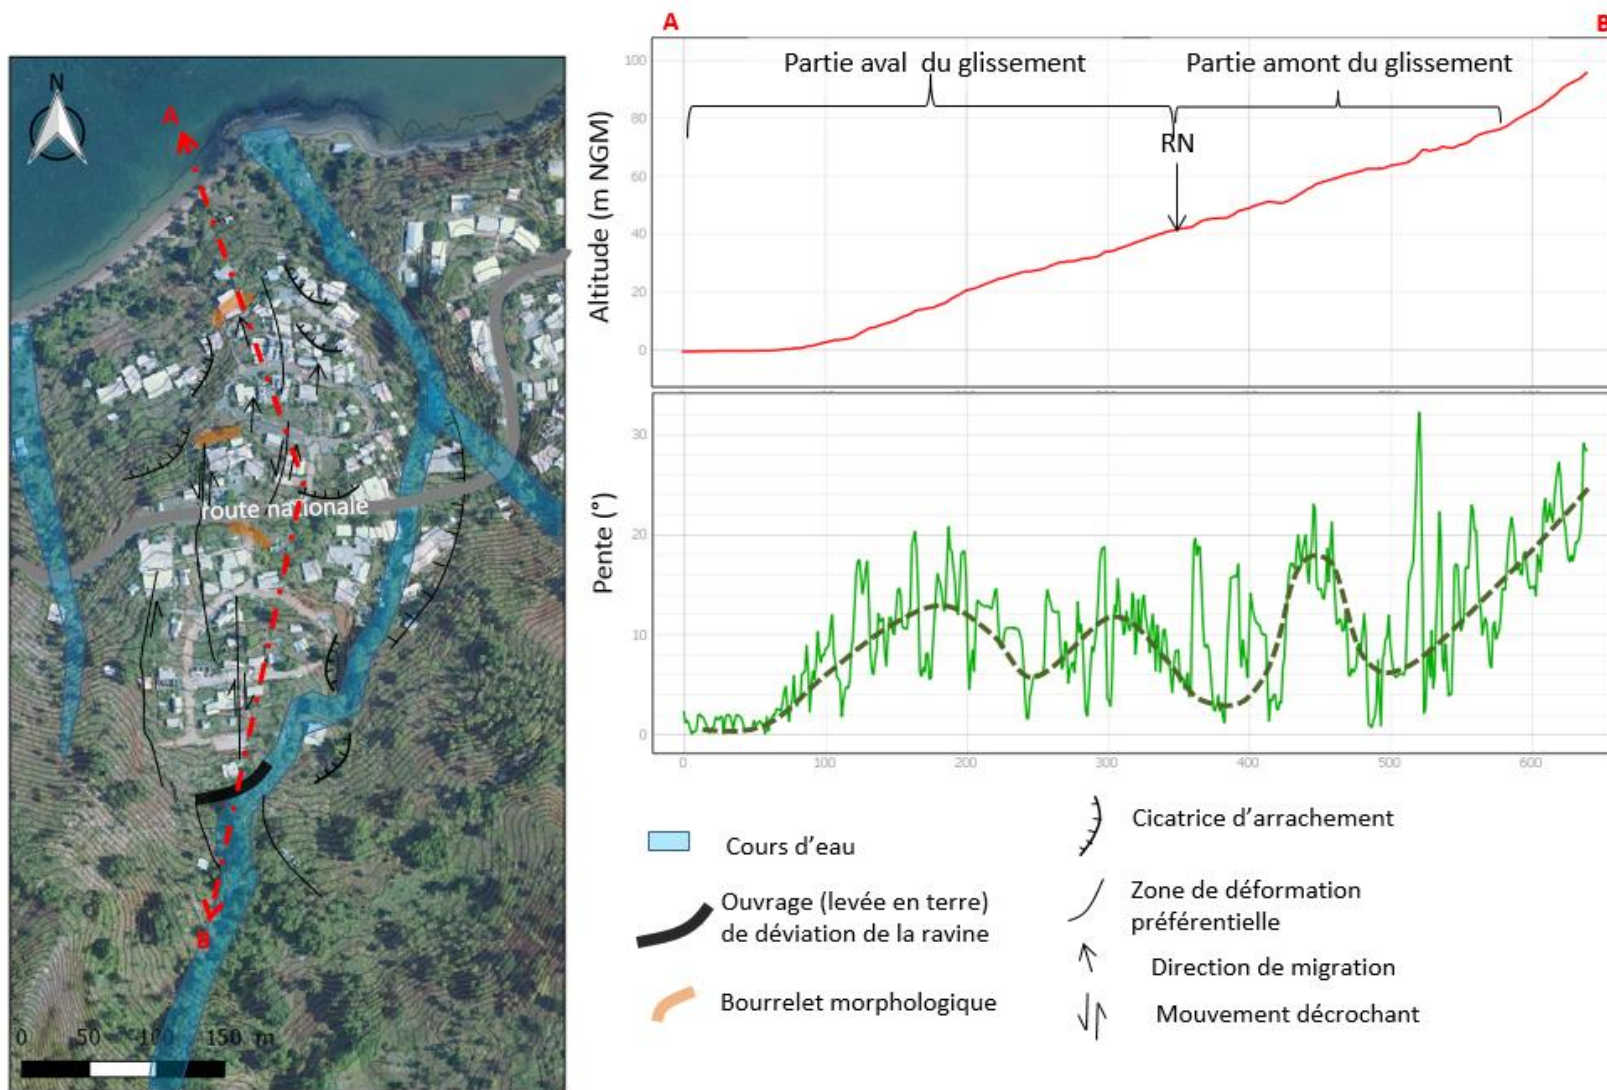 N
A
route nationale
B
0 50 100 150 m
A
B
Partie aval du glissement
Partie amont du glissement
RN
Altitude (m NGM)
100
80
60
40
20
0
Pente (°)
30
20
10
0
0 100 200 300 400 500 600
Cours d'eau
Ouvrage (levée en terre)
de déviation de la ravine
Bourrelet morphologique
Cicatrice d'arrachement
Zone de déformation
préférentielle
Direction de migration
Mouvement décrochant